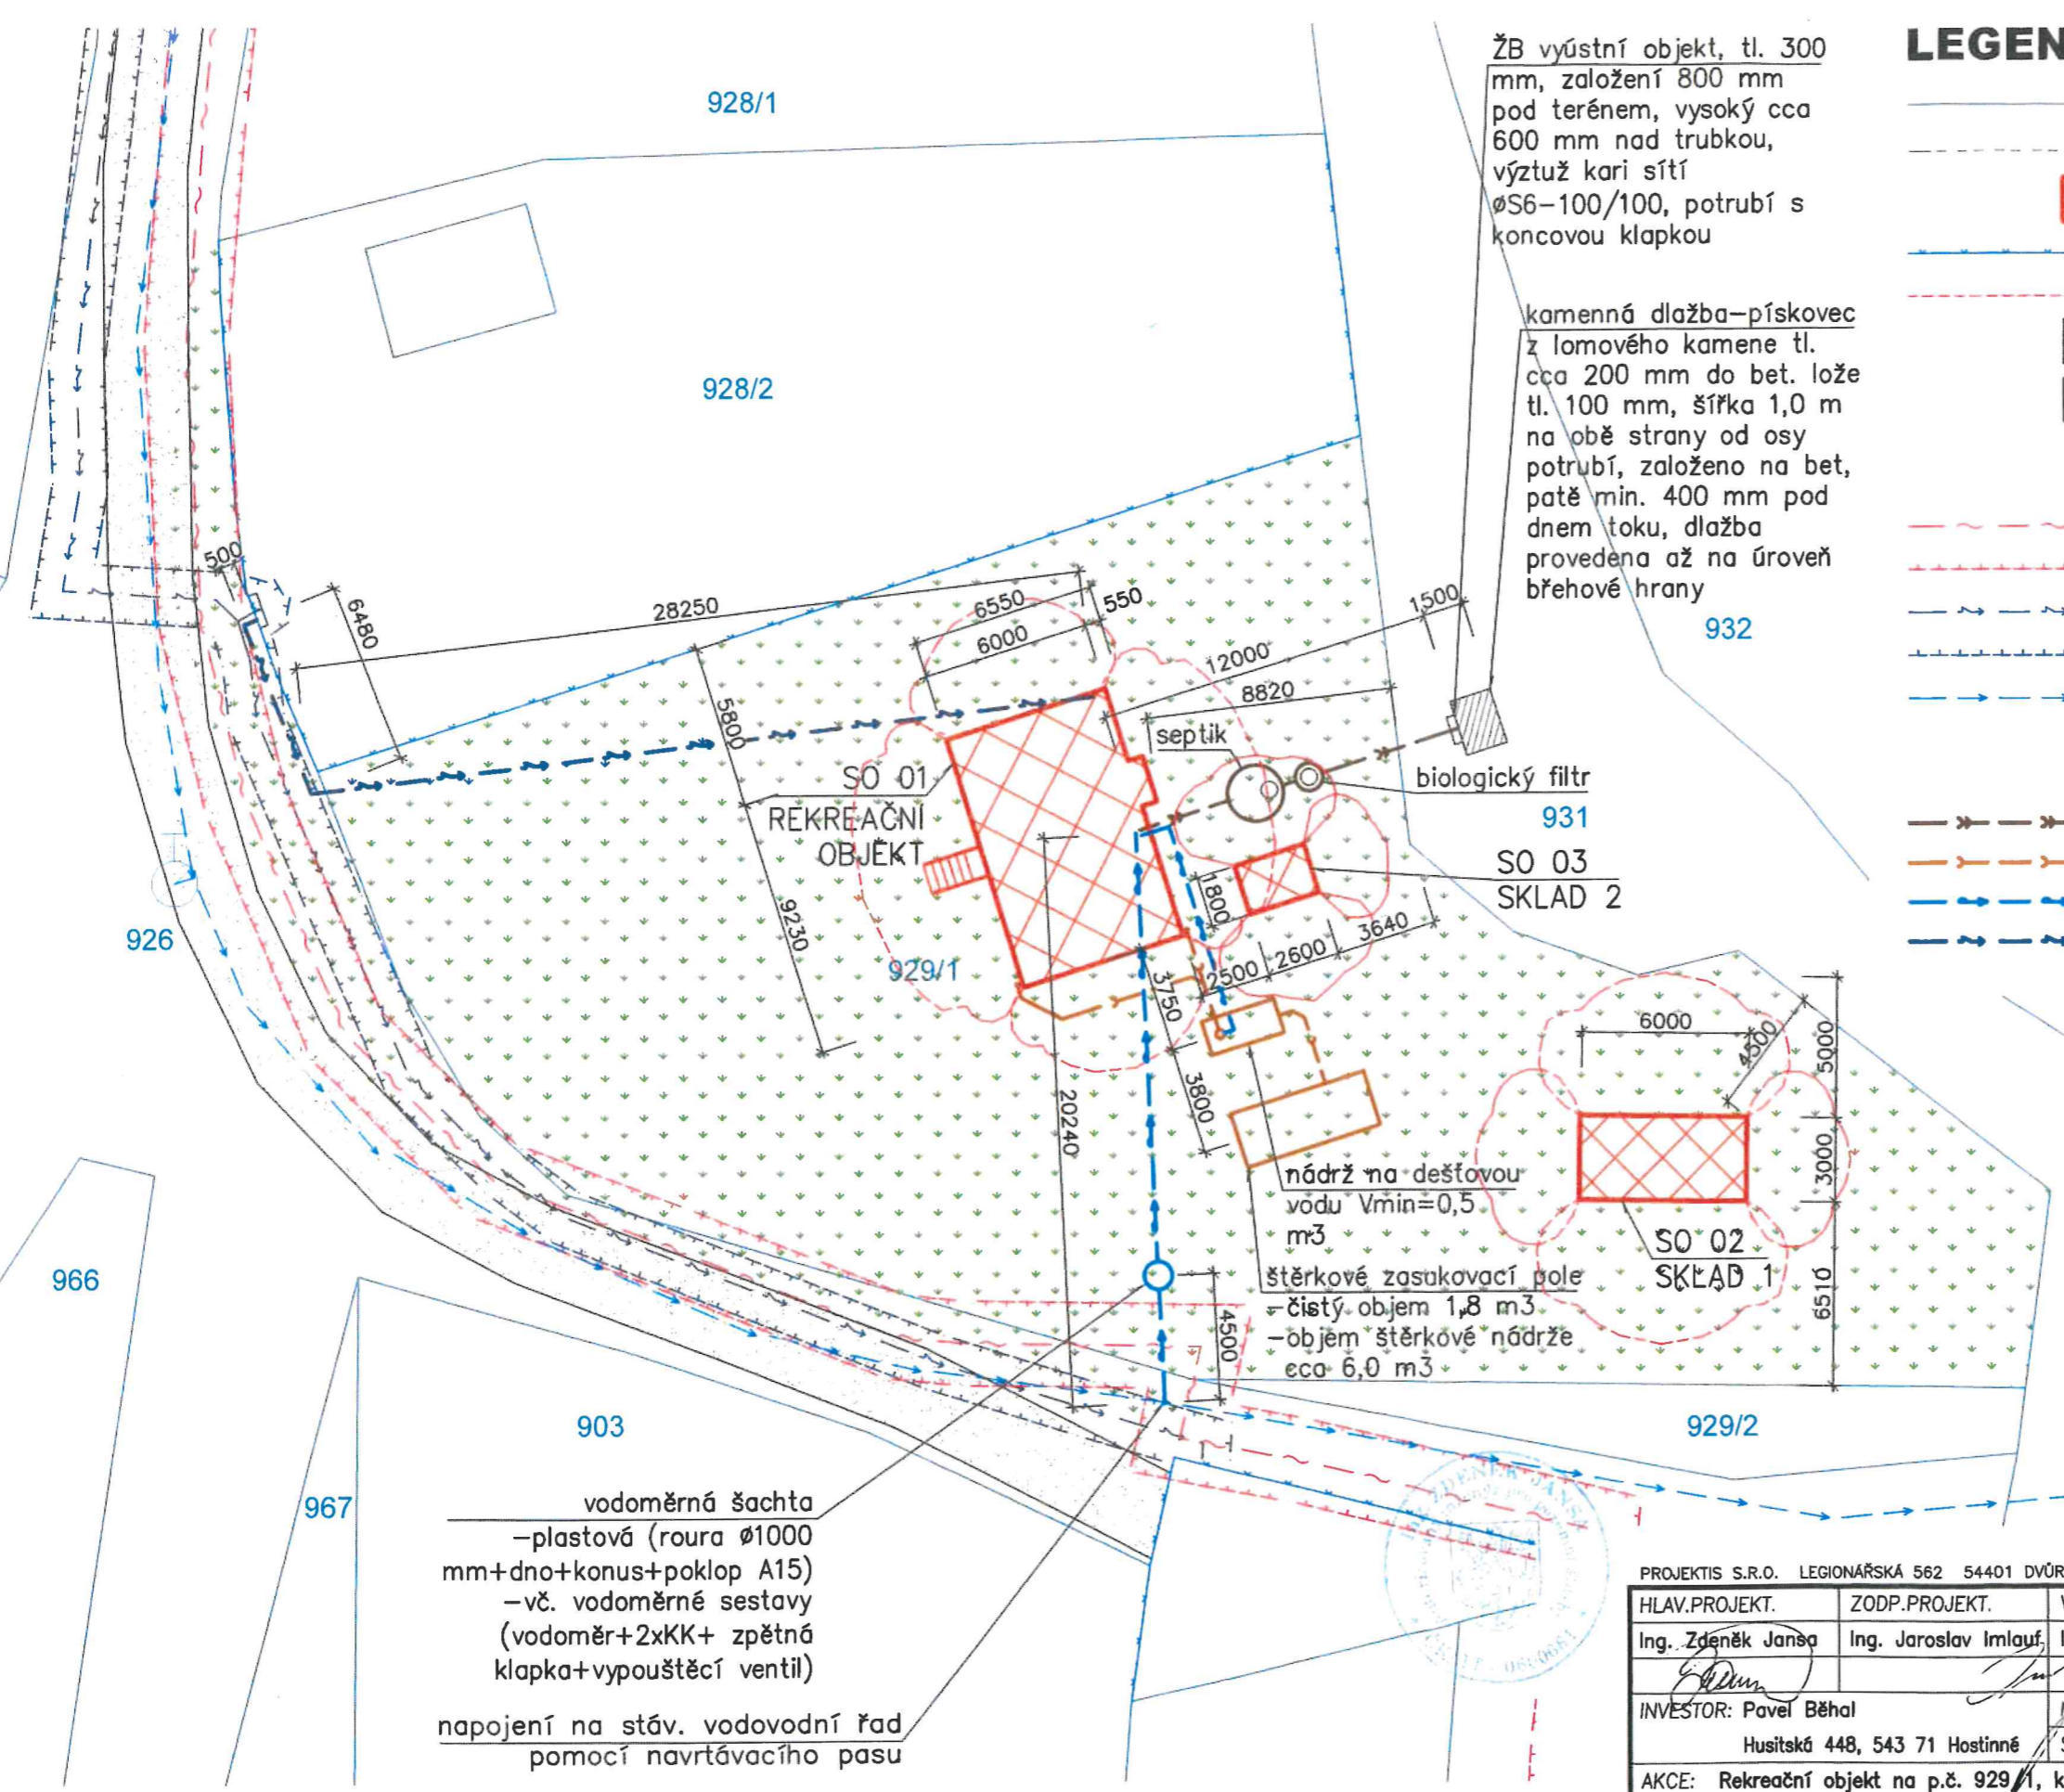 928/1
928/2
ŽB vyústní objekt, tl. 300
mm, založení 800 mm
pod terénem, vysoký cca
600 mm nad trubkou,
výztuž kari sítí
øS6-100/100, potrubí s
koncovou klapkou
LEGEN
kamenná dlažba-pískovec
z lomového kamene tl.
cca 200 mm do bet. lože
tl. 100 mm, šířka 1,0 m
na obě strany od osy
potrubí, založeno na bet,
patě min. 400 mm pod
dnem toku, dlažba
provedena až na úroveň
břehové hrany
932
500
6480
28250
6550
550
6000
1500
12000
8820
5800
septik
SO 01
REKREAČNÍ
OBJEKT
biologický filtr
931
SO 03
SKLAD 2
9230
1800
3640
2600
2500
926
929/1
3750
3800
20240
6000
4500
5000
3000
6510
nádrž na dešťovou
vodu Vmin=0,5
m3
štěrkové zasakovací pole
-čistý objem 1,8 m3
-objem štěrkové nádrže
cca 6,0 m3
SO 02
SKLAD 1
4500
966
903
967
929/2
vodoměrná šachta
-plastová (roura ø1000
mm+dno+konus+poklop A15)
-vč. vodoměrné sestavy
(vodoměr+2xKK+ zpětná
klapka+vypouštěcí ventil)
napojení na stáv. vodovodní řad
pomocí navrtávacího pasu
PROJEKTIS S.R.O. LEGIONÁŘSKÁ 562 54401 DVŮR
HLAV.PROJEKT.
ZODP.PROJEKT.
Ing. Zdeněk Jansa
Ing. Jaroslav Imlauf
INVESTOR: Pavel Běhal
Husitská 448, 543 71 Hostinné
AKCE: Rekreační objekt na p.č. 929/1, k